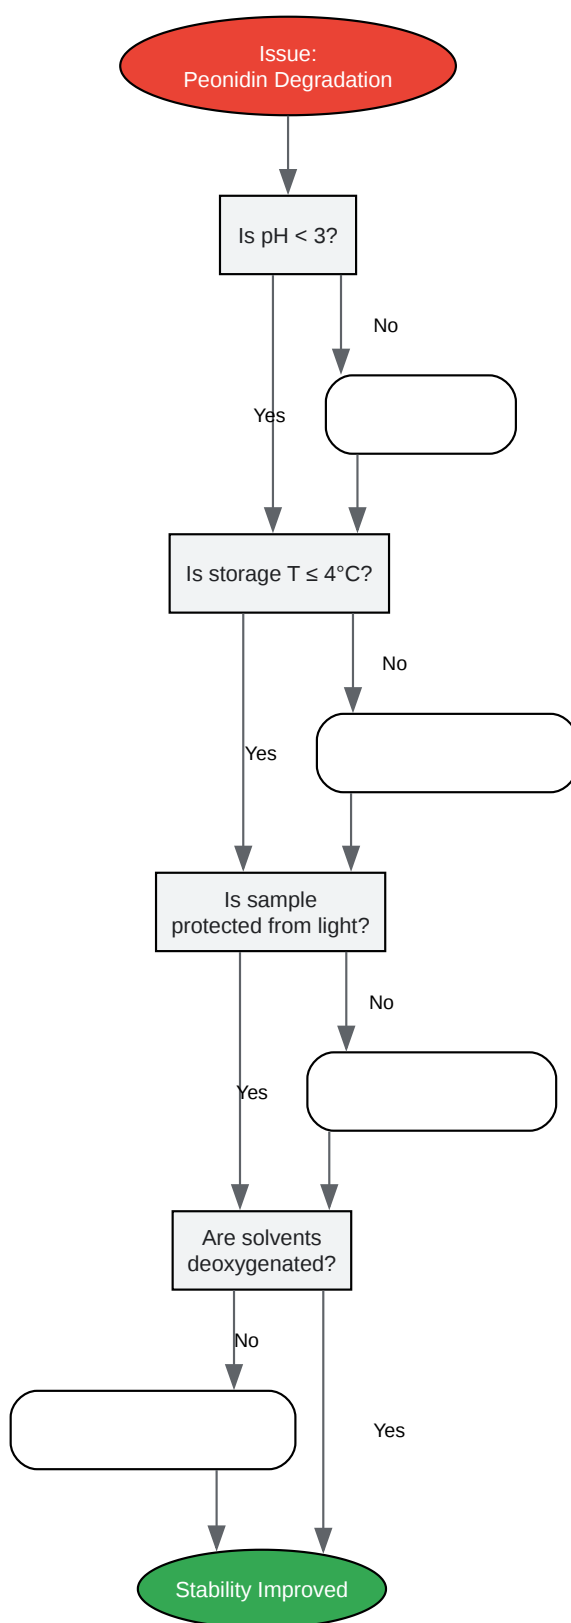 Issue:
Peonidin Degradation
Is pH < 3?
No
Yes
Is storage T ≤ 4°C?
No
Yes
Is sample
protected from light?
No
Yes
Are solvents
deoxygenated?
No
Yes
Stability Improved